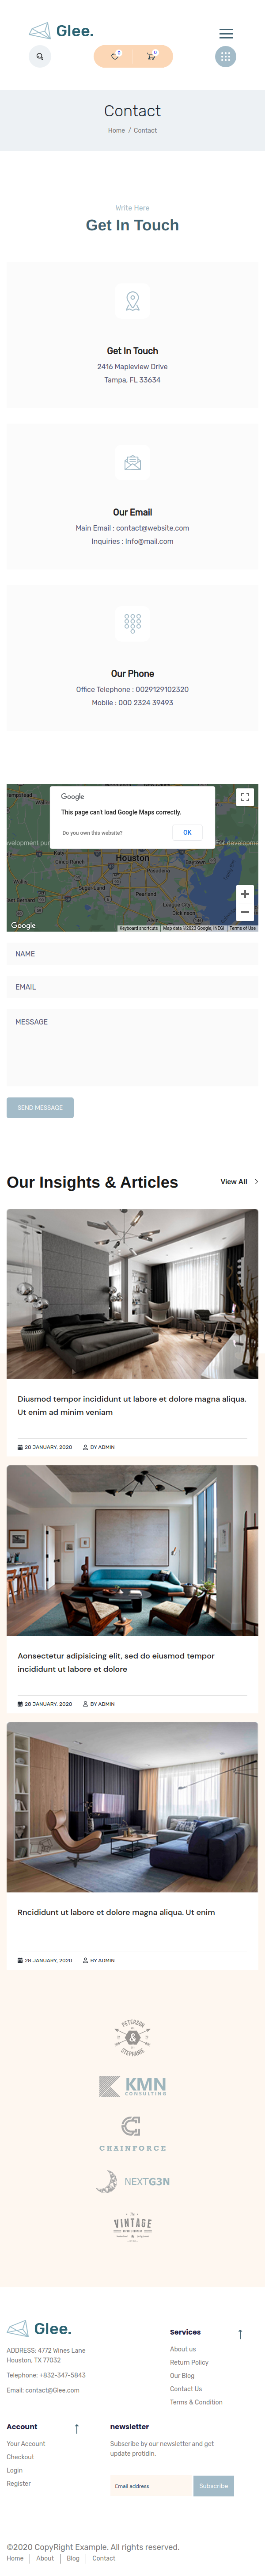 Glee.
0
0
Contact
Home / Contact
Write Here
Get In Touch
Get In Touch
2416 Mapleview Drive
Tampa, FL 33634
Our Email
Main Email : contact@website.com
Inquiries : Info@mail.com
Our Phone
Office Telephone : 0029129102320
Mobile : 000 2324 39493
Google
This page can't load Google Maps correctly.
Do you own this website?
OK
Katy
Cinco Ranch
Houston
Baytown
Pasadena
Sugar Land
Pearland
League City
Dickinson
Alvin
Google
Keyboard shortcuts
Map data ©2023 Google, INEGI
Terms of Use
NAME
EMAIL
MESSAGE
SEND MESSAGE
Our Insights & Articles
View All
Diusmod tempor incididunt ut labore et dolore magna aliqua. Ut enim ad minim veniam
26 JANUARY, 2020 BY ADMIN
Aonsectetur adipisicing elit, sed do eiusmod tempor incididunt ut labore et dolore
26 JANUARY, 2020 BY ADMIN
Rncididunt ut labore et dolore magna aliqua. Ut enim
26 JANUARY, 2020 BY ADMIN
PETERSON
&
STEPHANIE
KMN
CONSULTING
CHAINFORCE
NEXTG3N
The
VINTAGE
Glee.
ADDRESS: 4772 Wines Lane
Houston, TX 77032
Telephone: +832-347-5843
Email: contact@Glee.com
Services
About us
Return Policy
Our Blog
Contact Us
Terms & Condition
Account
Your Account
Checkout
Login
Register
newsletter
Subscribe by our newsletter and get
update protidin.
Email address
Subscribe
©2020 CopyRight Example. All rights reserved.
Home | About | Blog | Contact